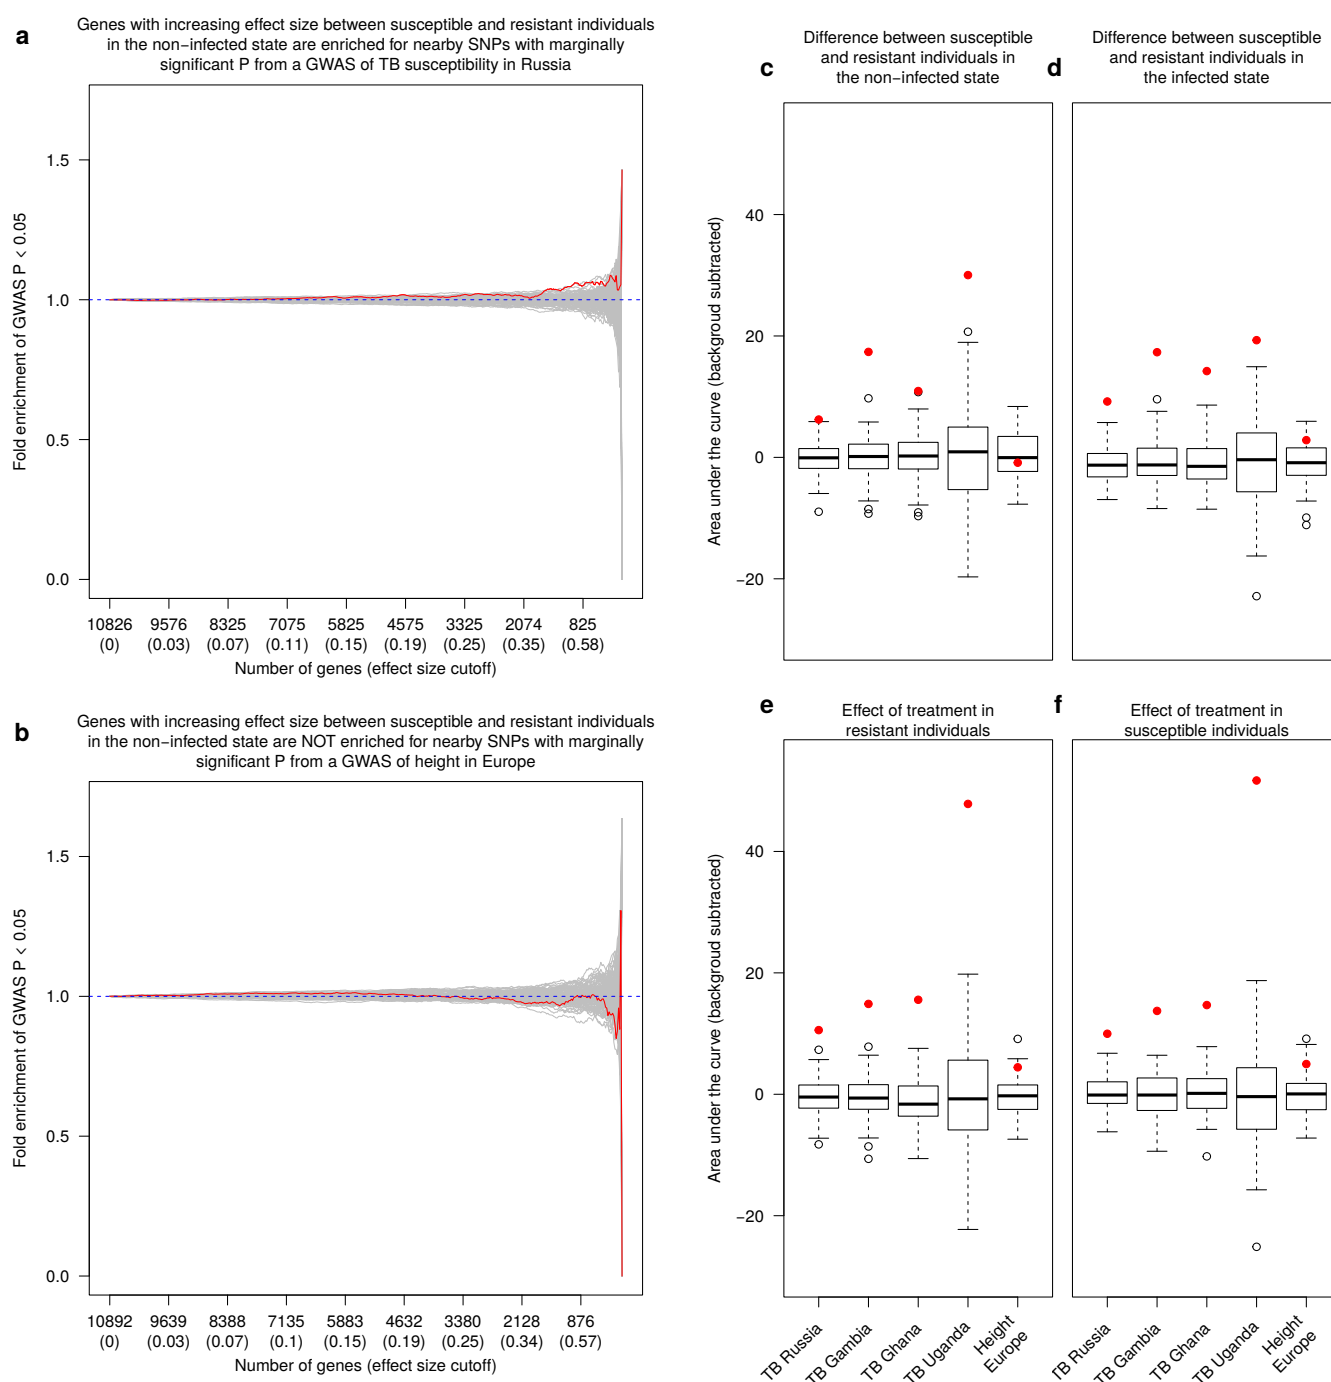 a
Genes with increasing effect size between susceptible and resistant individuals
in the non−infected state are enriched for nearby SNPs with marginally
significant P from a GWAS of TB susceptibility in Russia
Fold enrichment of GWAS P < 0.05
1.5
1.0
0.5
0.0
10826 9576 8325 7075 5825 4575 3325 2074 825
(0) (0.03) (0.07) (0.11) (0.15) (0.19) (0.25) (0.35) (0.58)
Number of genes (effect size cutoff)
b
Genes with increasing effect size between susceptible and resistant individuals
in the non−infected state are NOT enriched for nearby SNPs with marginally
significant P from a GWAS of height in Europe
Fold enrichment of GWAS P < 0.05
1.5
1.0
0.5
0.0
10892 9639 8388 7135 5883 4632 3380 2128 876
(0) (0.03) (0.07) (0.1) (0.15) (0.19) (0.25) (0.34) (0.57)
Number of genes (effect size cutoff)
c
Difference between susceptible
and resistant individuals in
the non−infected state
Area under the curve (backgroud subtracted)
40
20
0
−20
d
Difference between susceptible
and resistant individuals in
the infected state
e
Effect of treatment in
resistant individuals
Area under the curve (backgroud subtracted)
40
20
0
−20
TB Russia
TB Gambia
TB Ghana
TB Uganda
Height
Europe
f
Effect of treatment in
susceptible individuals
TB Russia
TB Gambia
TB Ghana
TB Uganda
Height
Europe